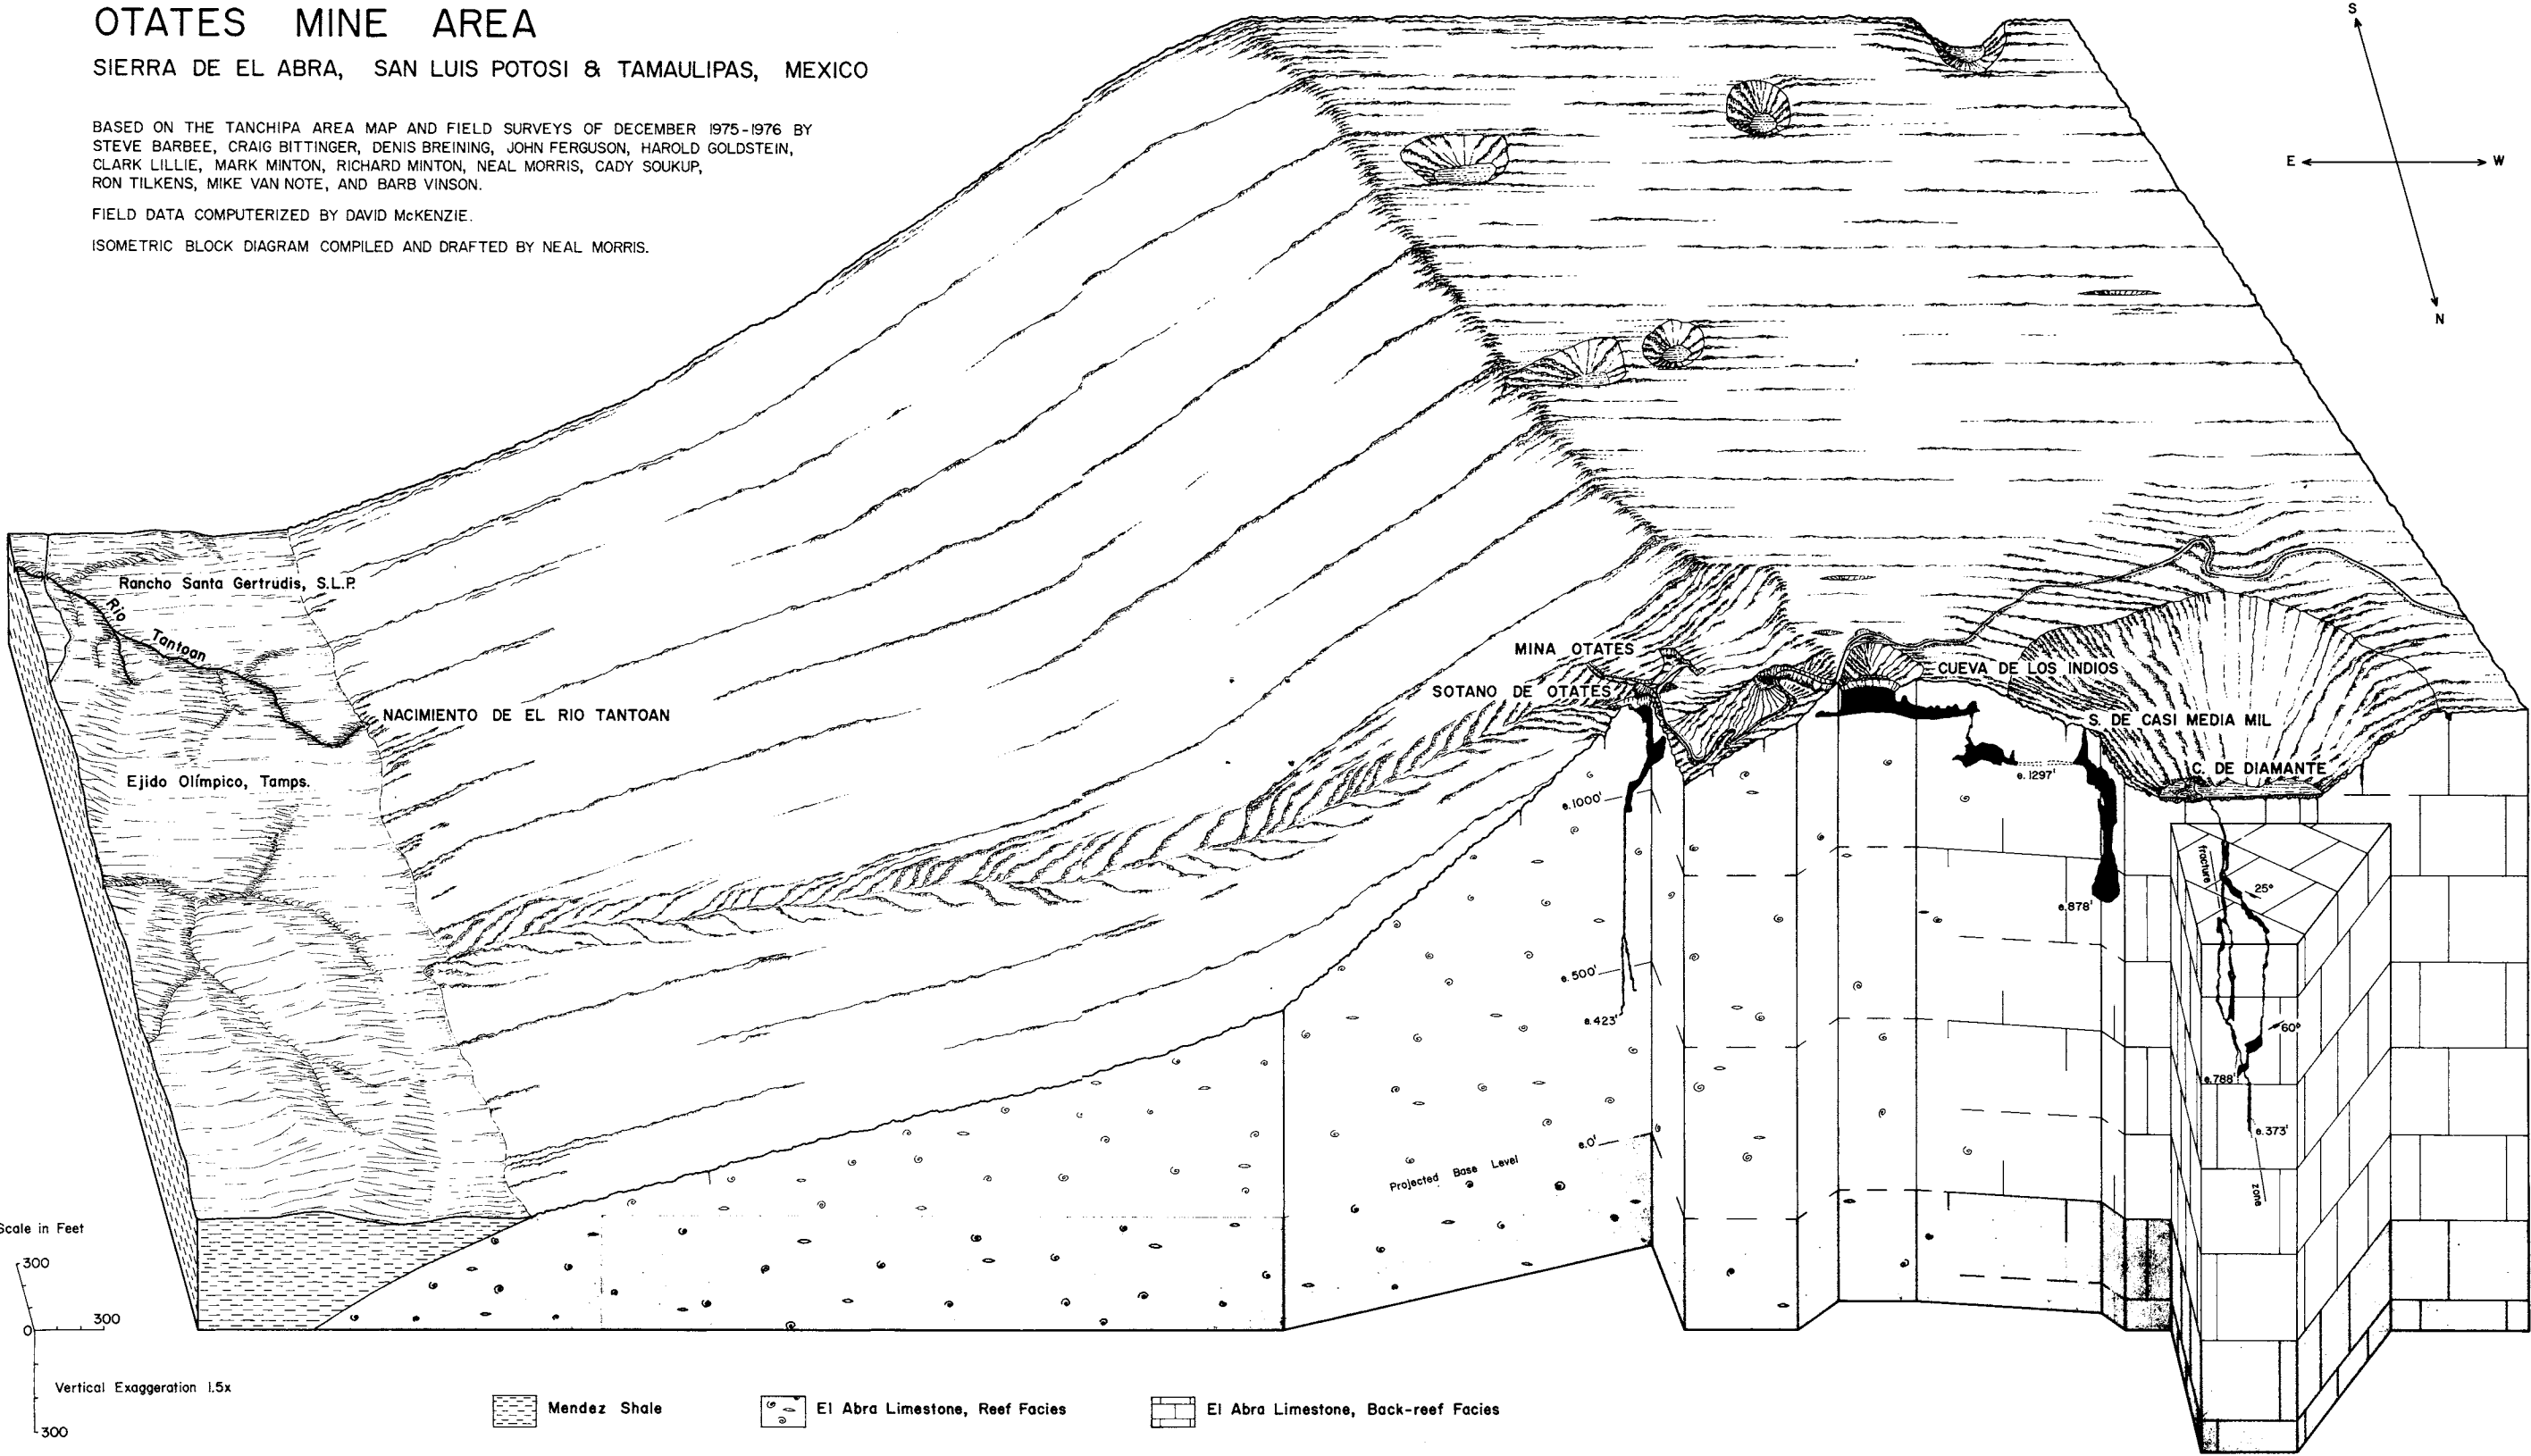 OTATES MINE AREA
SIERRA DE EL ABRA, SAN LUIS POTOSI & TAMAULIPAS, MEXICO
BASED ON THE TANCHIPA AREA MAP AND FIELD SURVEYS OF DECEMBER 1975-1976 BY
STEVE BARBEE, CRAIG BITTINGER, DENIS BREINING, JOHN FERGUSON, HAROLD GOLDSTEIN,
CLARK LILLIE, MARK MINTON, RICHARD MINTON, NEAL MORRIS, CADY SOUKUP,
RON TILKENS, MIKE VAN NOTE, AND BARB VINSON.
FIELD DATA COMPUTERIZED BY DAVID McKENZIE.
ISOMETRIC BLOCK DIAGRAM COMPILED AND DRAFTED BY NEAL MORRIS.
S
E
W
N
Rancho Santa Gertrudis, S.L.P.
Rio
Tantoan
NACIMIENTO DE EL RIO TANTOAN
Ejido Olímpico, Tamps.
MINA OTATES
SOTANO DE OTATES
CUEVA DE LOS INDIOS
S. DE CASI MEDIA MIL
C. DE DIAMANTE
e.1297'
e.1000'
fracture
25°
e.878'
e.500'
e.423'
60°
e.788'
e.373'
e.0'
Projected Base Level
zone
Scale in Feet
300
300
0
300
Vertical Exaggeration 1.5x
Mendez Shale
El Abra Limestone, Reef Facies
El Abra Limestone, Back-reef Facies